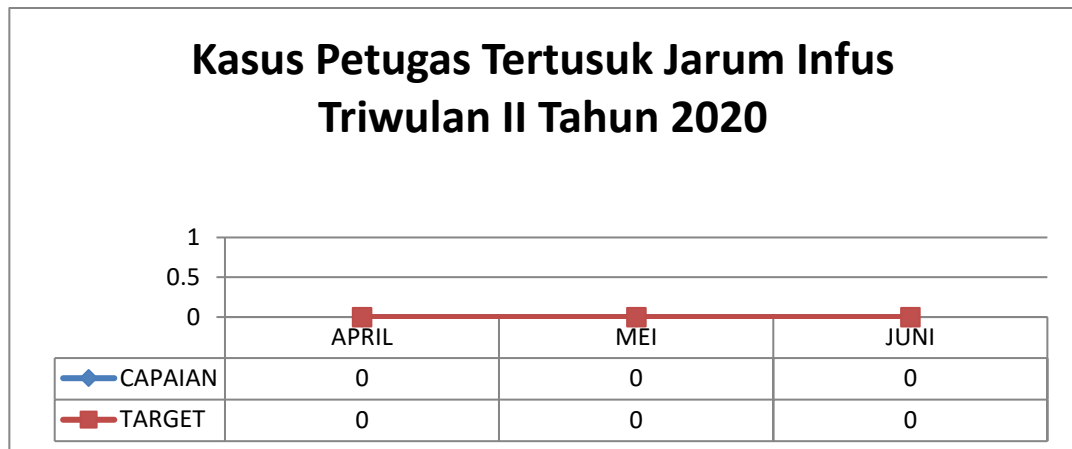 Kasus Petugas Tertusuk Jarum Infus
Triwulan II Tahun 2020
1
0.5
0
APRIL MEI JUNI
CAPAIAN 0 0 0
TARGET 0 0 0